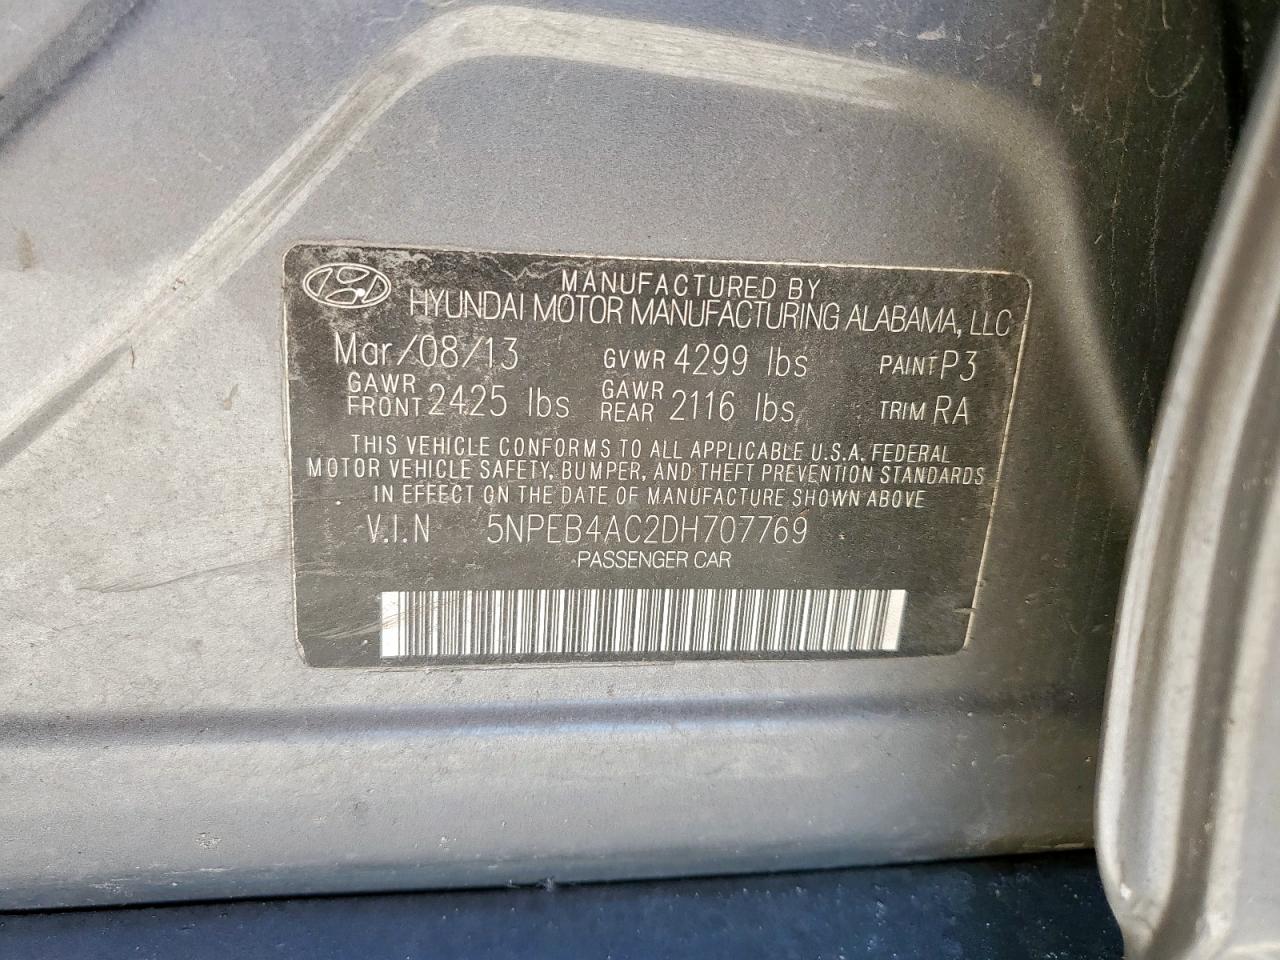 MANUFACTURED BY
HYUNDAI MOTOR MANUFACTURING ALABAMA, LLC
Mar/08/13 GVWR 4299 lbs PAINT P3
GAWR FRONT 2425 lbs GAWR REAR 2116 lbs TRIM RA
THIS VEHICLE CONFORMS TO ALL APPLICABLE U.S.A. FEDERAL
MOTOR VEHICLE SAFETY, BUMPER, AND THEFT PREVENTION STANDARDS
IN EFFECT ON THE DATE OF MANUFACTURE SHOWN ABOVE
V.I.N 5NPEB4AC2DH707769
PASSENGER CAR